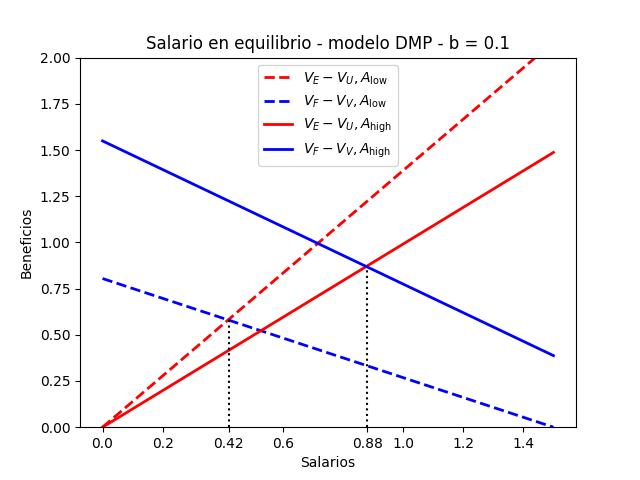 Salario en equilibrio - modelo DMP - b = 0.1
Beneficios
2.00
1.75
1.50
1.25
1.00
0.75
0.50
0.25
0.00
V_E − V_U, A_low
V_F − V_V, A_low
V_E − V_U, A_high
V_F − V_V, A_high
0.0 0.2 0.42 0.6 0.88 1.0 1.2 1.4
Salarios